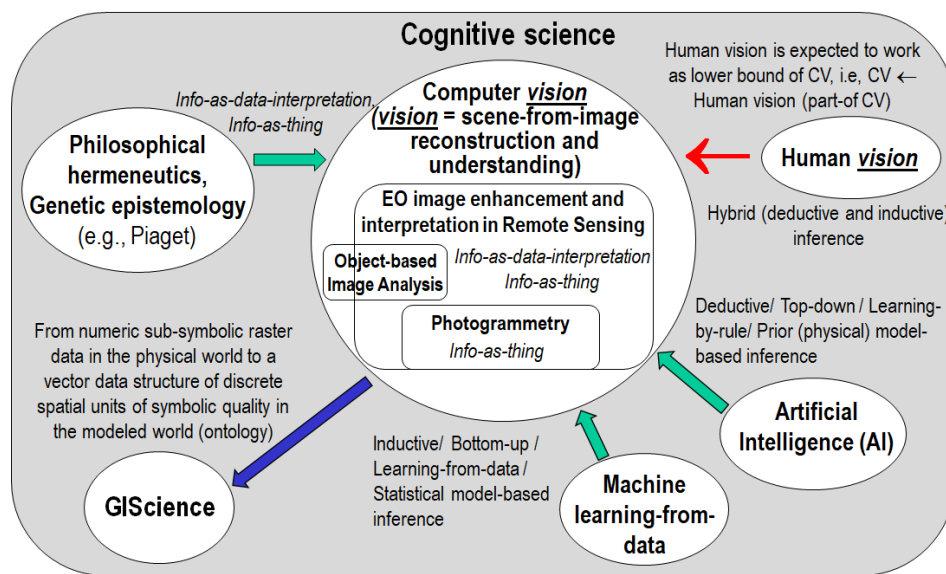 Cognitive science
Human vision is expected to work
as lower bound of CV, i.e, CV ←
Human vision (part-of CV)
Info-as-data-interpretation,
Info-as-thing
Computer vision
(vision = scene-from-image
reconstruction and
understanding)
Philosophical
hermeneutics,
Genetic epistemology
(e.g., Piaget)
Human vision
EO image enhancement and
interpretation in Remote Sensing
Hybrid (deductive and inductive)
inference
Object-based
Image Analysis
Info-as-data-interpretation
Info-as-thing
Photogrammetry
Info-as-thing
Deductive/ Top-down / Learning-
by-rule/ Prior (physical) model-
based inference
From numeric sub-symbolic raster
data in the physical world to a
vector data structure of discrete
spatial units of symbolic quality in
the modeled world (ontology)
Artificial
Intelligence (AI)
Inductive/ Bottom-up /
Learning-from-data /
Statistical model-based
inference
GIScience
Machine
learning-from-
data